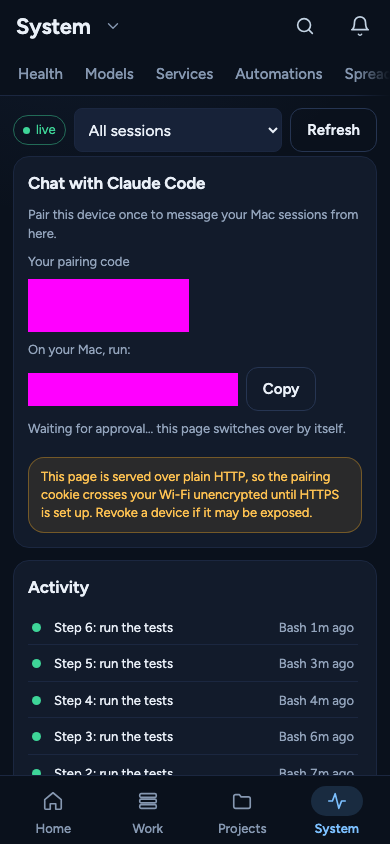 System
Health Models Services Automations
live All sessions Refresh
Chat with Claude Code
Pair this device once to message your Mac sessions from
here.
Your pairing code
On your Mac, run:
Copy
Waiting for approval... this page switches over by itself.
This page is served over plain HTTP, so the pairing
cookie crosses your Wi-Fi unencrypted until HTTPS
is set up. Revoke a device if it may be exposed.
Activity
Step 6: run the tests Bash 1m ago
Step 5: run the tests Bash 3m ago
Step 4: run the tests Bash 4m ago
Step 3: run the tests Bash 6m ago
Step 2: run the tests Bash 7m ago
Home Work Projects System